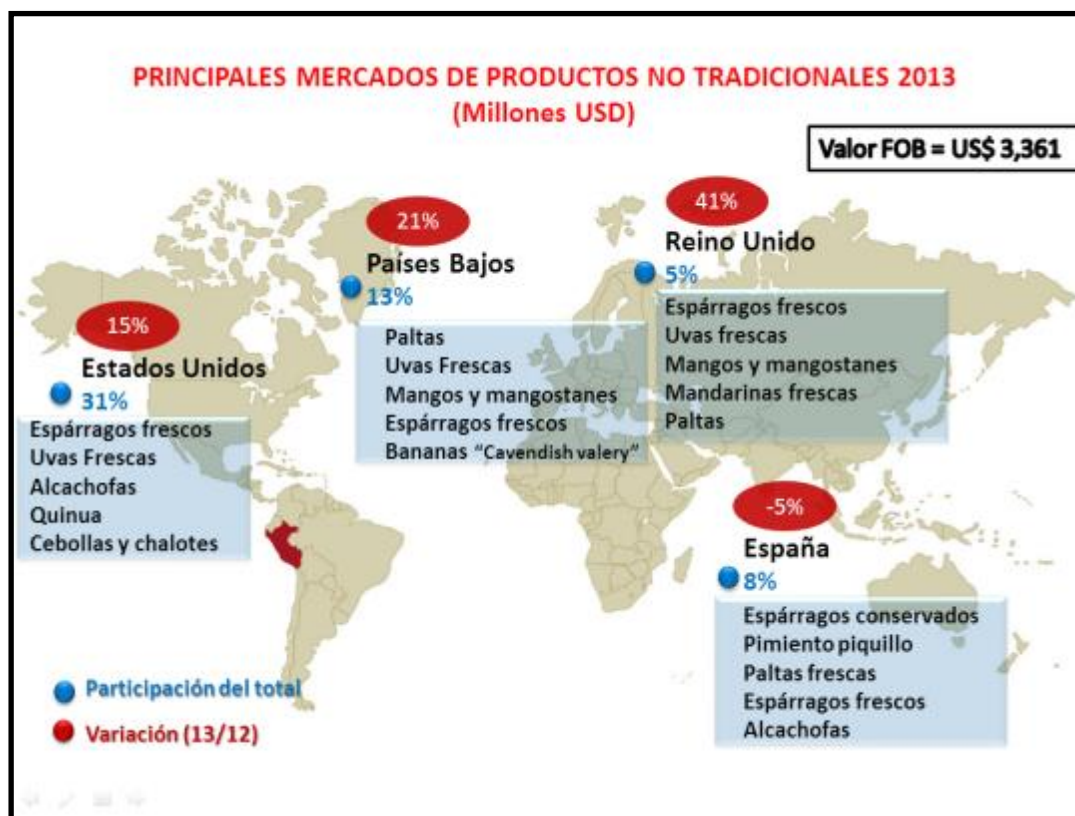 PRINCIPALES MERCADOS DE PRODUCTOS NO TRADICIONALES 2013
(Millones USD)
Valor FOB = US$ 3,361
15%
Estados Unidos
31%
Espárragos frescos
Uvas Frescas
Alcachofas
Quinua
Cebollas y chalotes
21%
Países Bajos
13%
Paltas
Uvas Frescas
Mangos y mangostanes
Espárragos frescos
Bananas “Cavendish valery”
41%
Reino Unido
5%
Espárragos frescos
Uvas frescas
Mangos y mangostanes
Mandarinas frescas
Paltas
-5%
España
8%
Espárragos conservados
Pimiento piquillo
Paltas frescas
Espárragos frescos
Alcachofas
Participación del total
Variación (13/12)